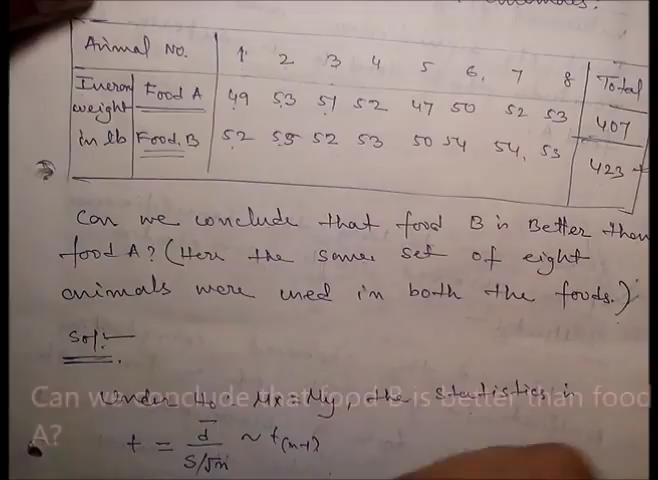 Animal No. 1 2 3 4 5 6. 7 8 Total
Food A 49 53 51 52 47 50 52 53 407
weight
in lb Food.B 52 55 52 53 50 54 54. 53 423
Can we conclude that food B is Better than
food A? (Here the same set of eight
animals were used in both the foods.)
Solⁿ
Under H₀: μx = μy, the statistics is
t = d̄ / S/√n ~ t(n-1)
Can we conclude that food B is better than food
A?